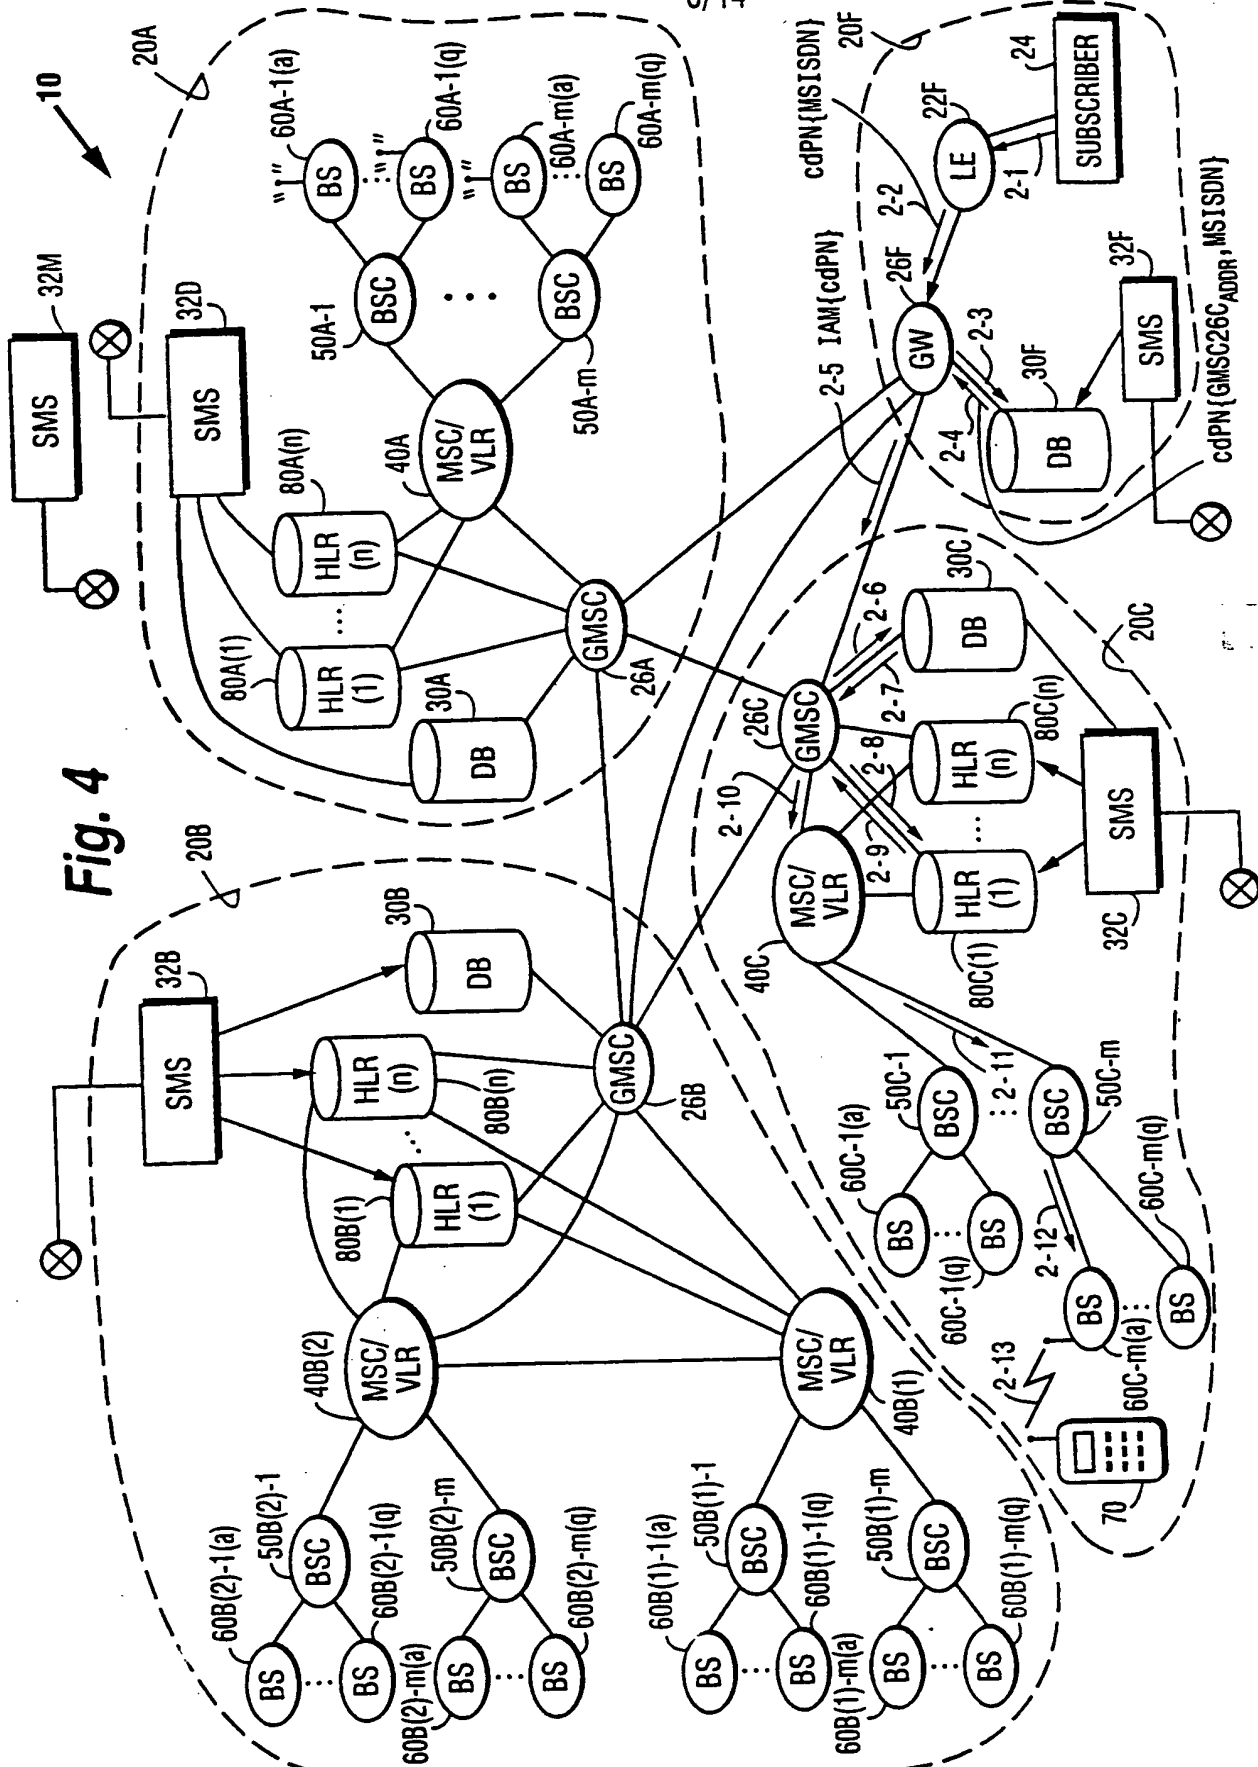 Fig. 4
10
20B
SMS
32B
DB
30B
HLR
(n)
80B(n)
...
HLR
(1)
80B(1)
GMSC
26B
MSC/
VLR
40B(2)
MSC/
VLR
40B(1)
BSC
50B(2)-1
BS
60B(2)-1(a)
BS
60B(2)-1(q)
BSC
50B(2)-m
BS
60B(2)-m(a)
BS
60B(2)-m(q)
BSC
50B(1)-1
BS
60B(1)-1(a)
BS
60B(1)-1(q)
BSC
50B(1)-m
BS
60B(1)-m(a)
BS
60B(1)-m(q)
SMS
32M
20A
SMS
32D
HLR
(n)
80A(n)
...
HLR
(1)
80A(1)
DB
30A
GMSC
26A
MSC/
VLR
40A
BSC
50A-1
BSC
50A-m
BS
60A-1(a)
BS
60A-1(q)
BS
60A-m(a)
BS
60A-m(q)
20F
SUBSCRIBER
24
2-1
LE
22F
2-2
cdPN{MSISDN}
GW
26F
2-3
2-4
DB
30F
SMS
32F
cdPN{GMSC26C ADDR, MSISDN}
2-5 IAM{cdPN}
20C
GMSC
26C
2-6
2-7
DB
30C
2-8
2-9
HLR
(n)
80C(n)
...
HLR
(1)
80C(1)
SMS
32C
2-10
MSC/
VLR
40C
2-11
BSC
50C-1
BSC
50C-m
BS
60C-1(a)
BS
60C-1(q)
2-12
BS
60C-m(a)
BS
60C-m(q)
2-13
70